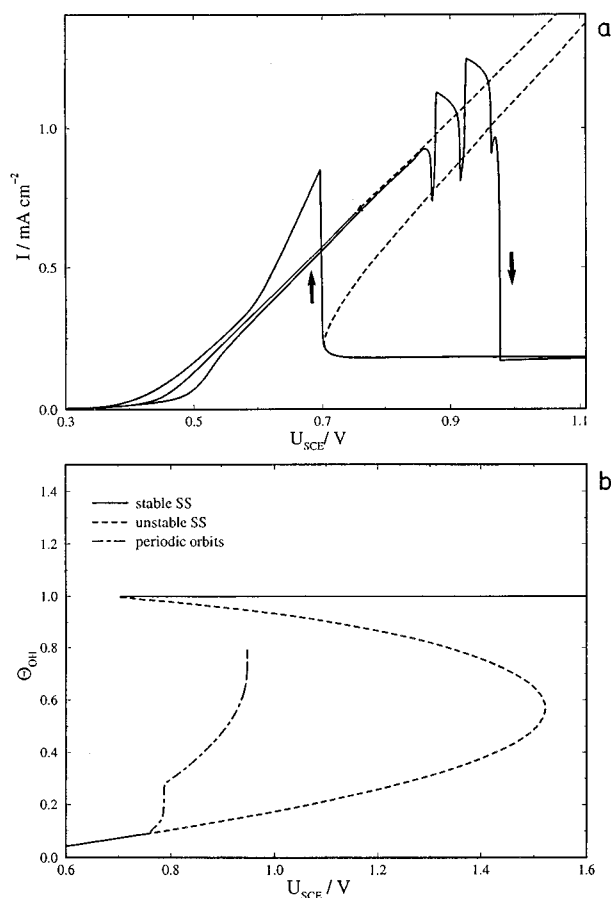 a
I / mA cm⁻²
1.0
0.5
0.0
0.3 0.5 0.7 0.9 1.1
U_SCE / V
b
stable SS
unstable SS
periodic orbits
Θ_OH
1.4
1.2
1.0
0.8
0.6
0.4
0.2
0.0
0.6 0.8 1.0 1.2 1.4 1.6
U_SCE / V